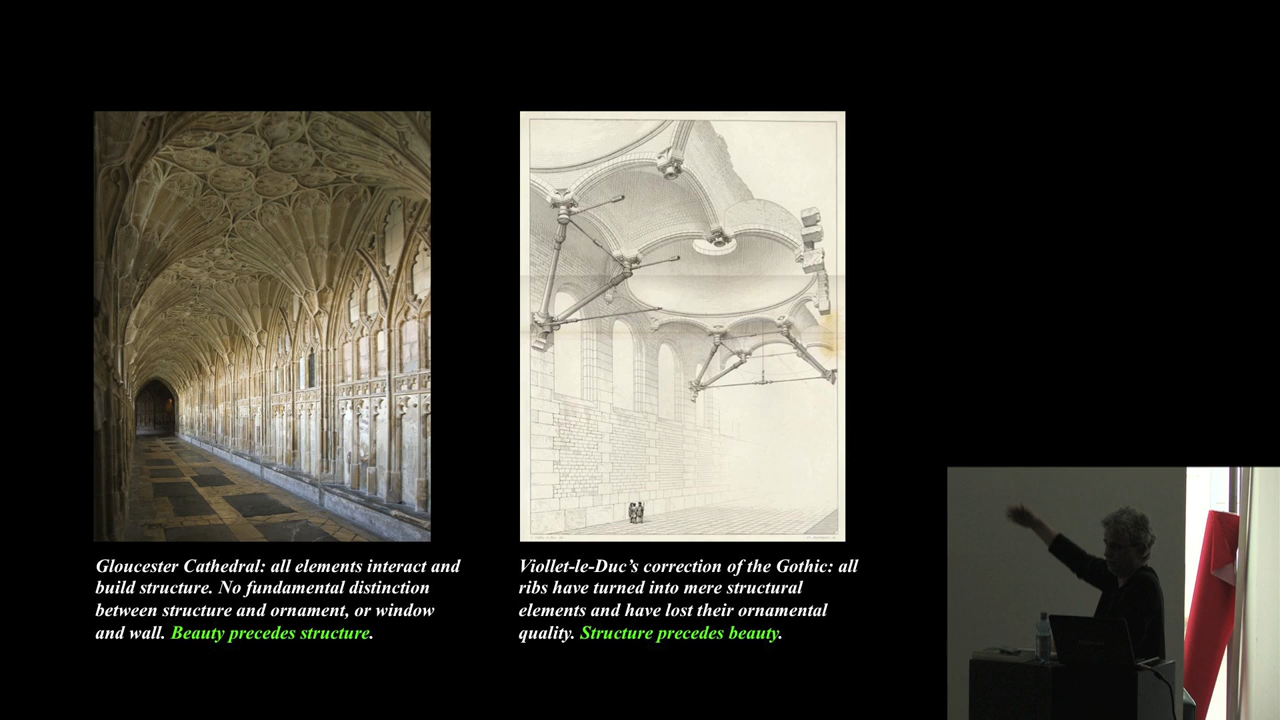 Gloucester Cathedral: all elements interact and
build structure. No fundamental distinction
between structure and ornament, or window
and wall. Beauty precedes structure.
Viollet-le-Duc’s correction of the Gothic: all
ribs have turned into mere structural
elements and have lost their ornamental
quality. Structure precedes beauty.